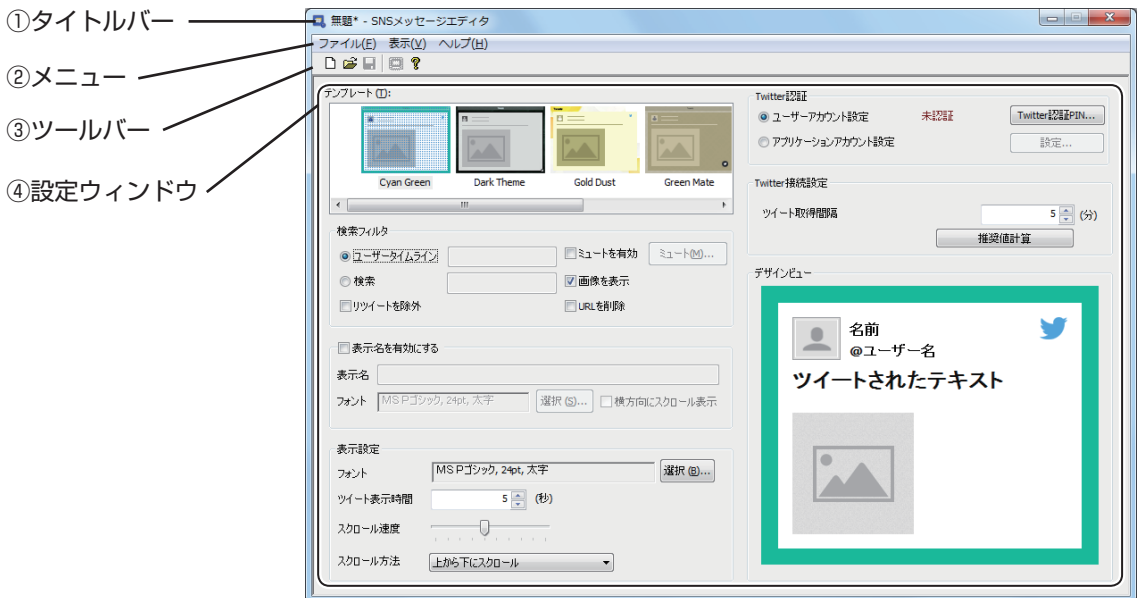 ①タイトルバー
②メニュー
③ツールバー
④設定ウィンドウ
無題* - SNSメッセージエディタ
ファイル(F) 表示(V) ヘルプ(H)
テンプレート(T):
Cyan Green Dark Theme Gold Dust Green Mate
検索フィルタ
ユーザータイムライン ミュートを有効 ミュート(M)...
検索 画像を表示
リツイートを除外 URLを削除
表示名を有効にする
表示名
フォント MS Pゴシック, 24pt, 太字 選択(S)... 横方向にスクロール表示
表示設定
フォント MS Pゴシック, 24pt, 太字 選択(B)...
ツイート表示時間 5 (秒)
スクロール速度
スクロール方法 上から下にスクロール
Twitter認証
ユーザーアカウント設定 未認証 Twitter認証PIN...
アプリケーションアカウント設定 設定...
Twitter接続設定
ツイート取得間隔 5 (分)
推奨値計算
デザインビュー
名前
@ユーザー名
ツイートされたテキスト